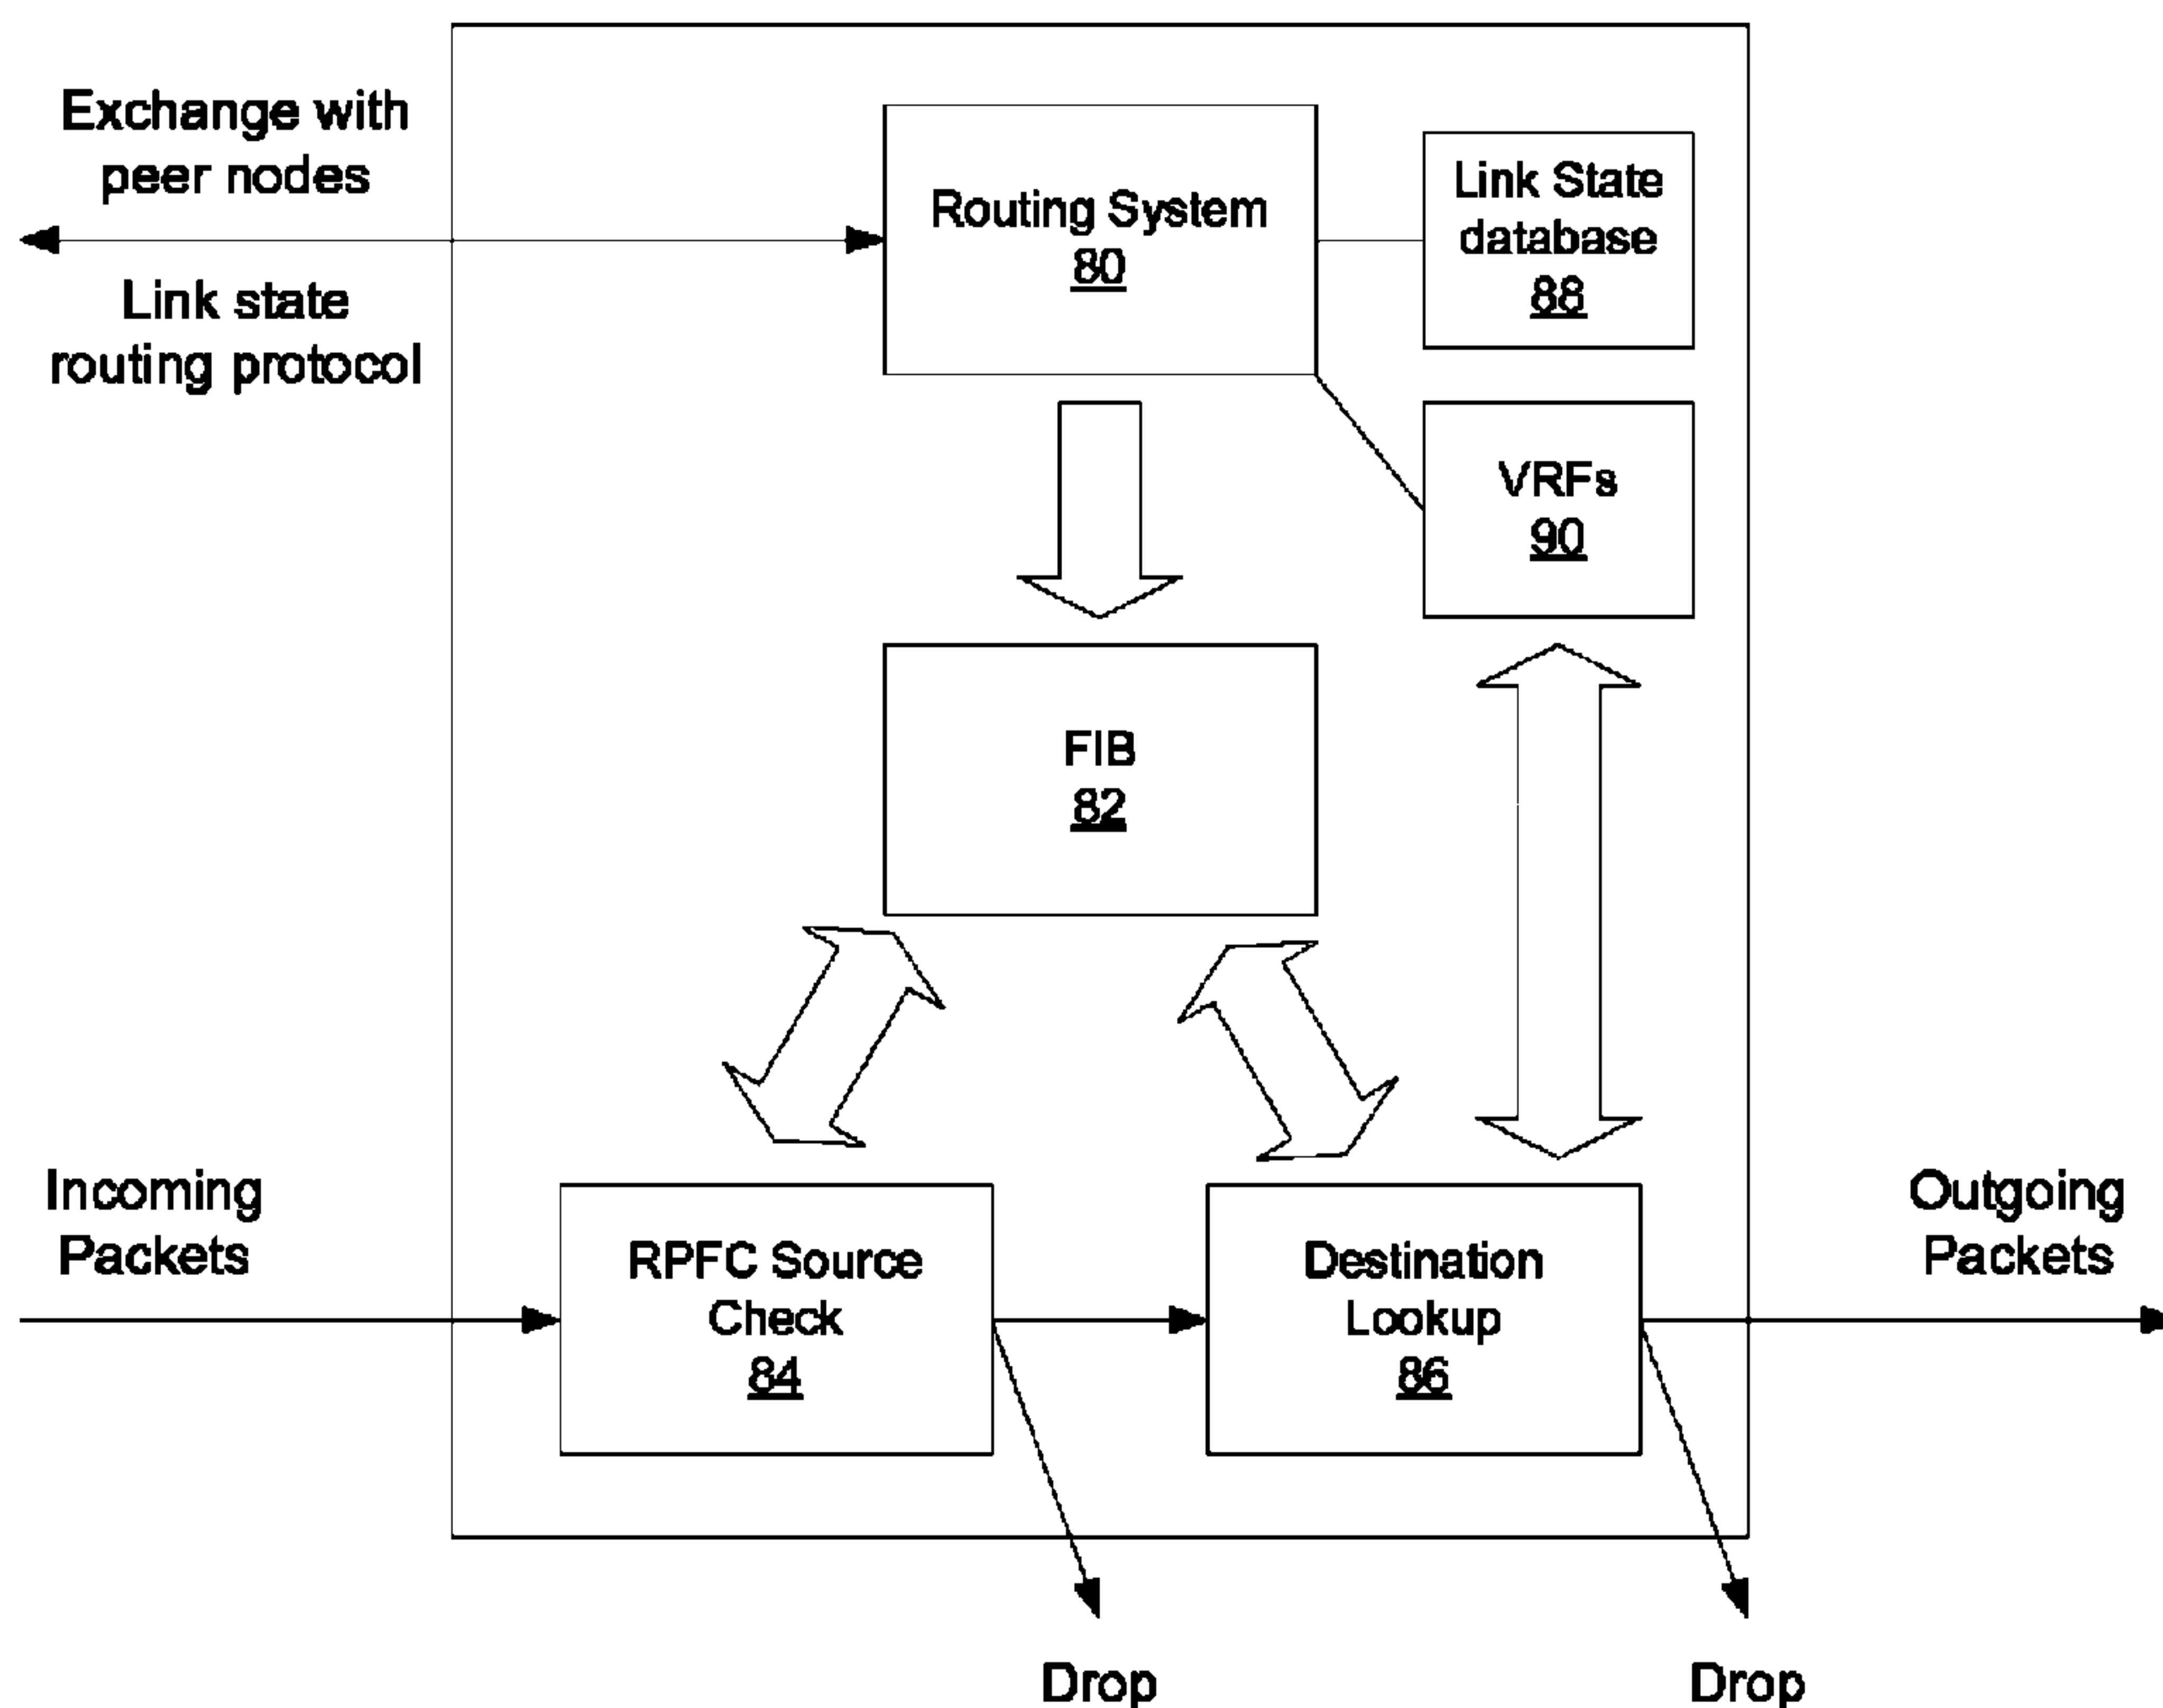 Exchange with
peer nodes
Link state
routing protocol
Routing System
80
Link State
database
88
VRFs
90
FIB
82
Incoming
Packets
RPFC Source
Check
84
Destination
Lookup
86
Outgoing
Packets
Drop
Drop